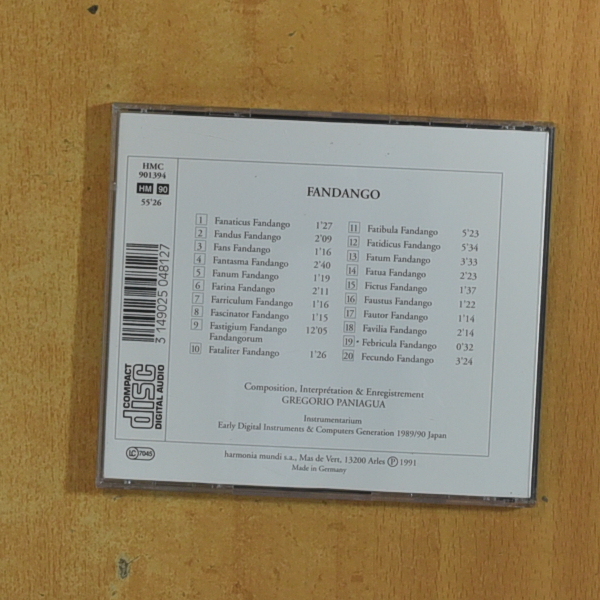 HMC
901394
HM 90
55'26
3 149025 048127
COMPACT
disc
DIGITAL AUDIO
FANDANGO
1 Fanaticus Fandango 1'27
2 Fandus Fandango 2'09
3 Fans Fandango 1'16
4 Fantasma Fandango 2'40
5 Fanum Fandango 1'19
6 Farina Fandango 2'11
7 Farriculum Fandango 1'16
8 Fascinator Fandango 1'15
9 Fastigium Fandango 12'05
Fandangorum
10 Fataliter Fandango 1'26
11 Fatibula Fandango 5'23
12 Fatidicus Fandango 5'34
13 Fatum Fandango 3'33
14 Fatua Fandango 2'23
15 Fictus Fandango 1'37
16 Faustus Fandango 1'22
17 Fautor Fandango 1'14
18 Favilia Fandango 2'14
19 Febricula Fandango 0'32
20 Fecundo Fandango 3'24
Composition, Interprétation & Enregistrement
GREGORIO PANIAGUA
Instrumentarium
Early Digital Instruments & Computers Generation 1989/90 Japan
LC 7045
harmonia mundi s.a., Mas de Vert, 13200 Arles Ⓟ 1991
Made in Germany